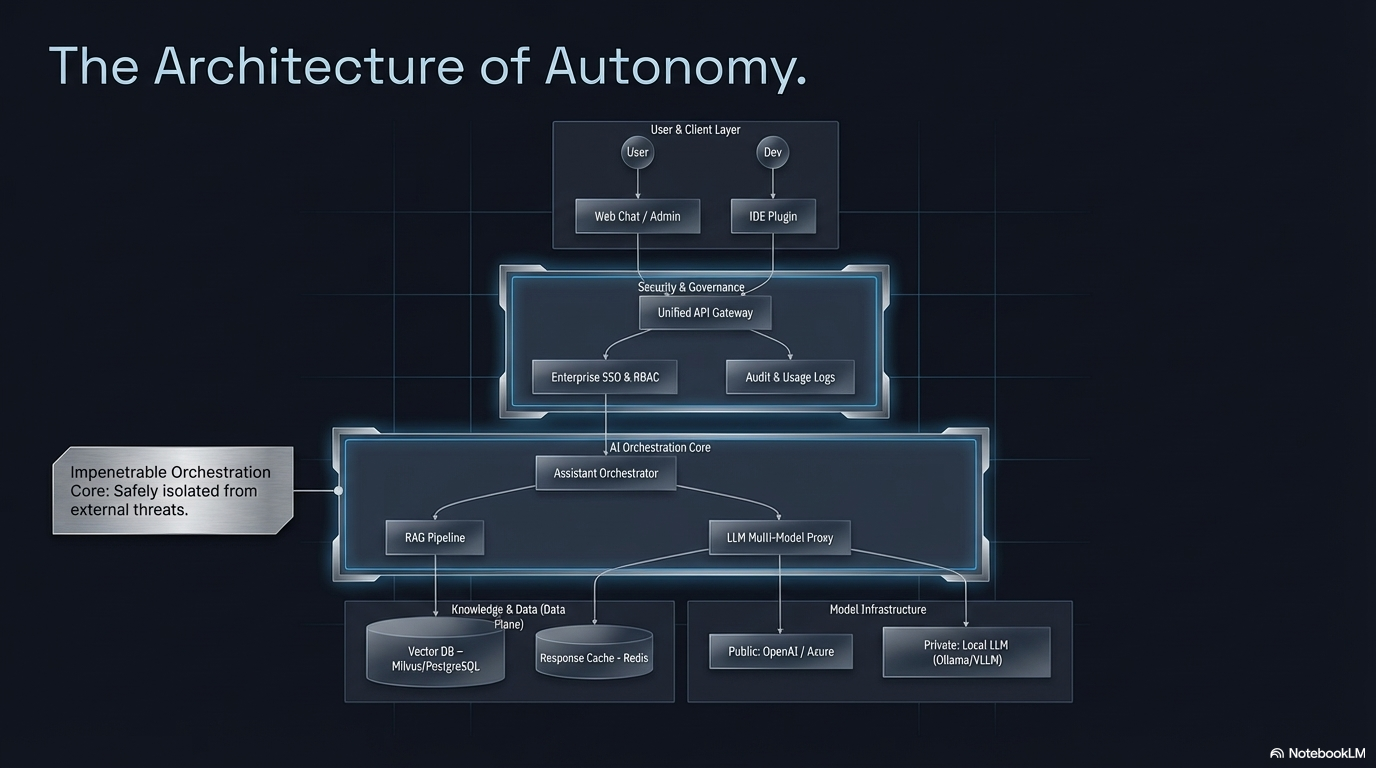 The Architecture of Autonomy.
User & Client Layer
User
Dev
Web Chat / Admin
IDE Plugin
Security & Governance
Unified API Gateway
Enterprise SSO & RBAC
Audit & Usage Logs
AI Orchestration Core
Assistant Orchestrator
Impenetrable Orchestration
Core: Safely isolated from
external threats.
RAG Pipeline
LLM Multi-Model Proxy
Knowledge & Data (Data
Plane)
Model Infrastructure
Vector DB –
Milvus/PostgreSQL
Response Cache - Redis
Public: OpenAI / Azure
Private: Local LLM
(Ollama/VLLM)
NotebookLM